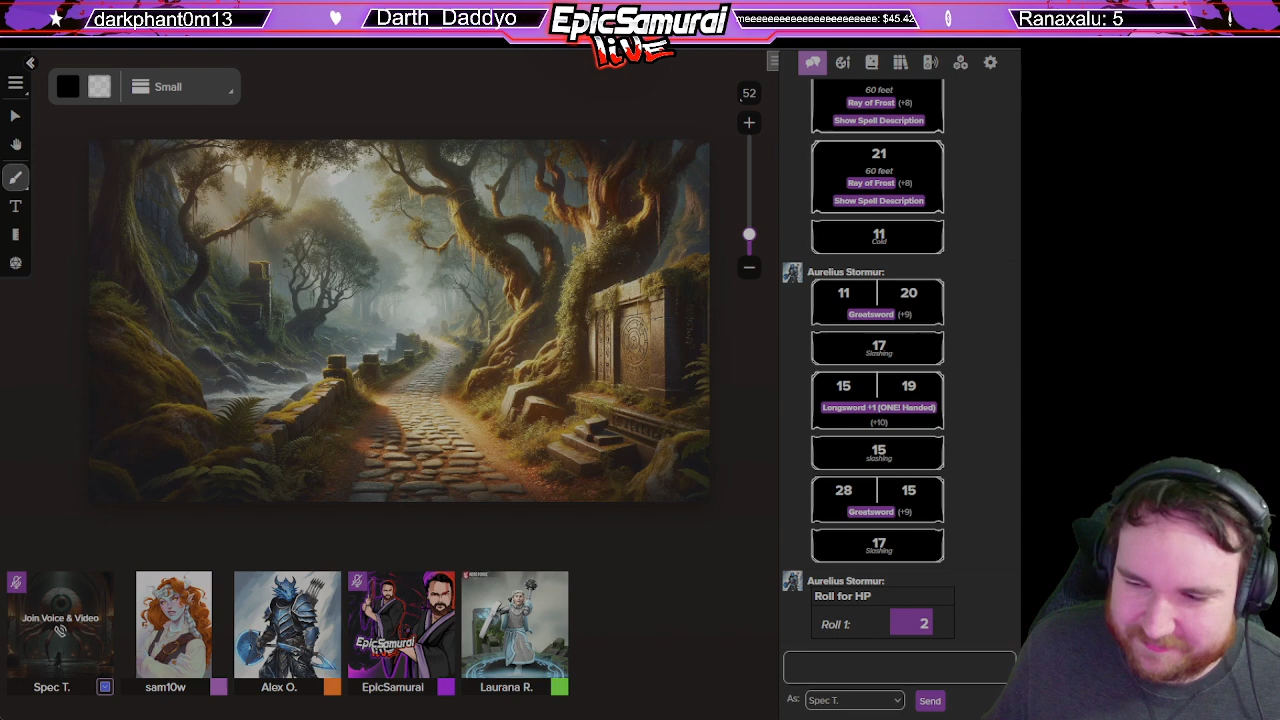 darkphant0m13
Darth_Daddyo
EpicSamurai
LIVE
meeeeeeeeeeeeeeeeeeeeeee: $45.42
Ranaxalu: 5
Small
52
60 feet
Ray of Frost (+8)
Show Spell Description
21
60 feet
Ray of Frost (+8)
Show Spell Description
11
Cold
Aurelius Stormur:
11 20
Greatsword (+9)
17
Slashing
15 19
Longsword +1 (ONE! Handed)
(+10)
15
slashing
28 15
Greatsword (+9)
17
Slashing
Aurelius Stormur:
Roll for HP
Roll 1: 2
Join Voice & Video
EpicSamurai
LIVE
Spec T.
sam10w
Alex O.
EpicSamurai
Laurana R.
As: Spec T. Send